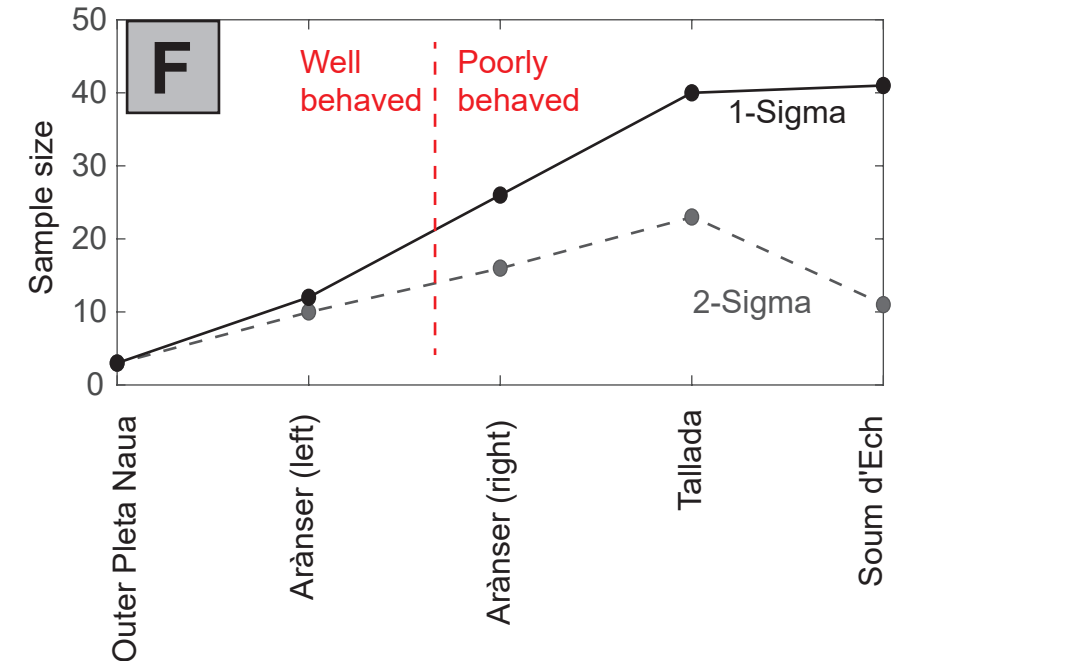 F
Well
behaved
Poorly
behaved
1-Sigma
2-Sigma
Sample size
50
40
30
20
10
0
Outer Pleta Naua
Arànser (left)
Arànser (right)
Tallada
Soum d'Ech